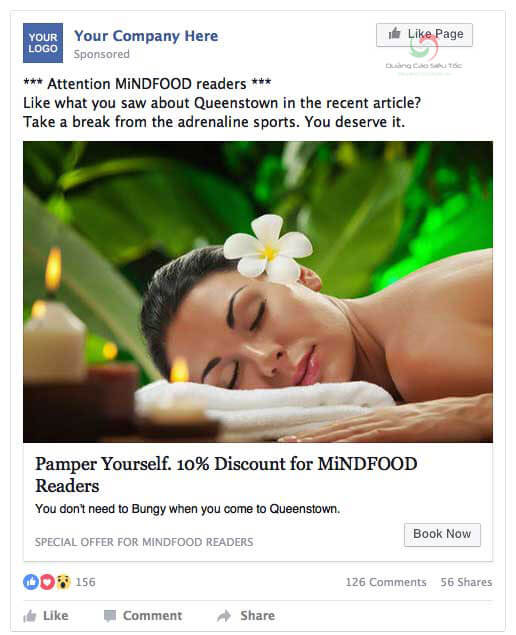 YOUR
LOGO
Your Company Here
Sponsored
Like Page
Quảng Cáo Siêu Tốc
*** Attention MiNDFOOD readers ***
Like what you saw about Queenstown in the recent article?
Take a break from the adrenaline sports. You deserve it.
Pamper Yourself. 10% Discount for MiNDFOOD
Readers
You don't need to Bungy when you come to Queenstown.
SPECIAL OFFER FOR MINDFOOD READERS
Book Now
156
126 Comments
56 Shares
Like
Comment
Share